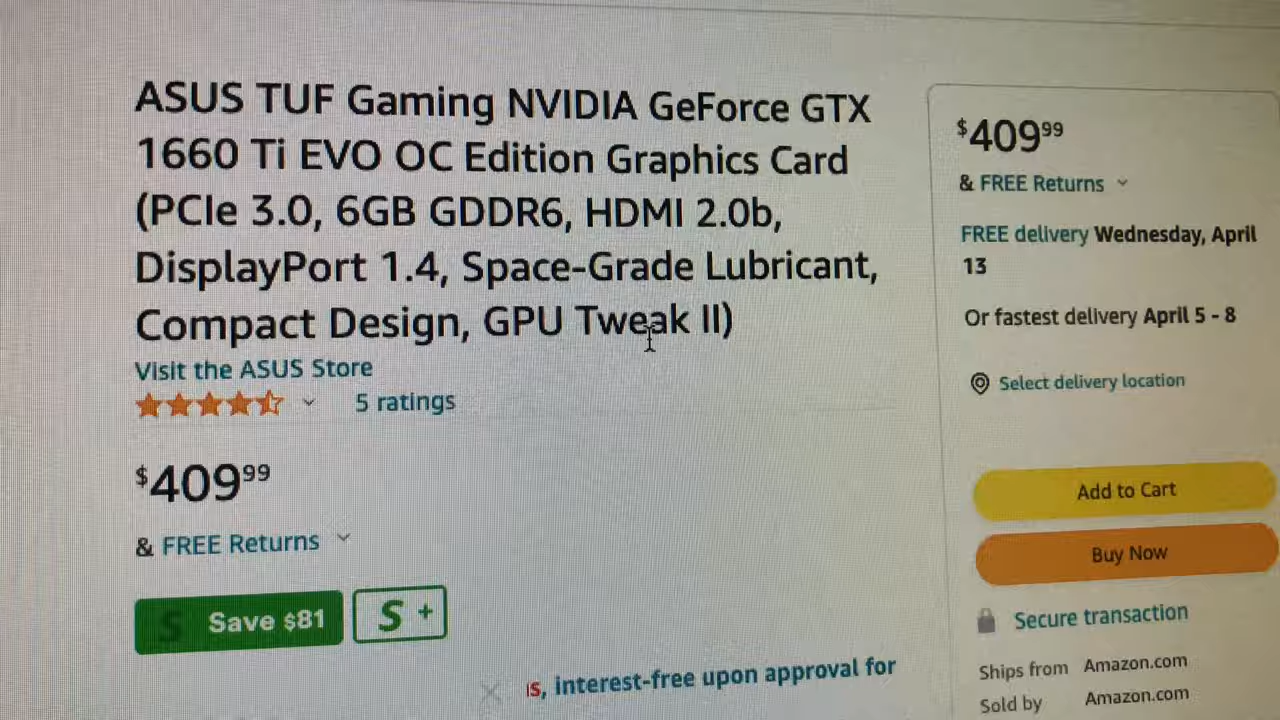 ASUS TUF Gaming NVIDIA GeForce GTX
1660 Ti EVO OC Edition Graphics Card
(PCIe 3.0, 6GB GDDR6, HDMI 2.0b,
DisplayPort 1.4, Space-Grade Lubricant,
Compact Design, GPU Tweak II)
Visit the ASUS Store
5 ratings
$40999
& FREE Returns
S Save $81
S +
s, interest-free upon approval for
$40999
& FREE Returns
FREE delivery Wednesday, April
13
Or fastest delivery April 5 - 8
Select delivery location
Add to Cart
Buy Now
Secure transaction
Ships from Amazon.com
Sold by Amazon.com